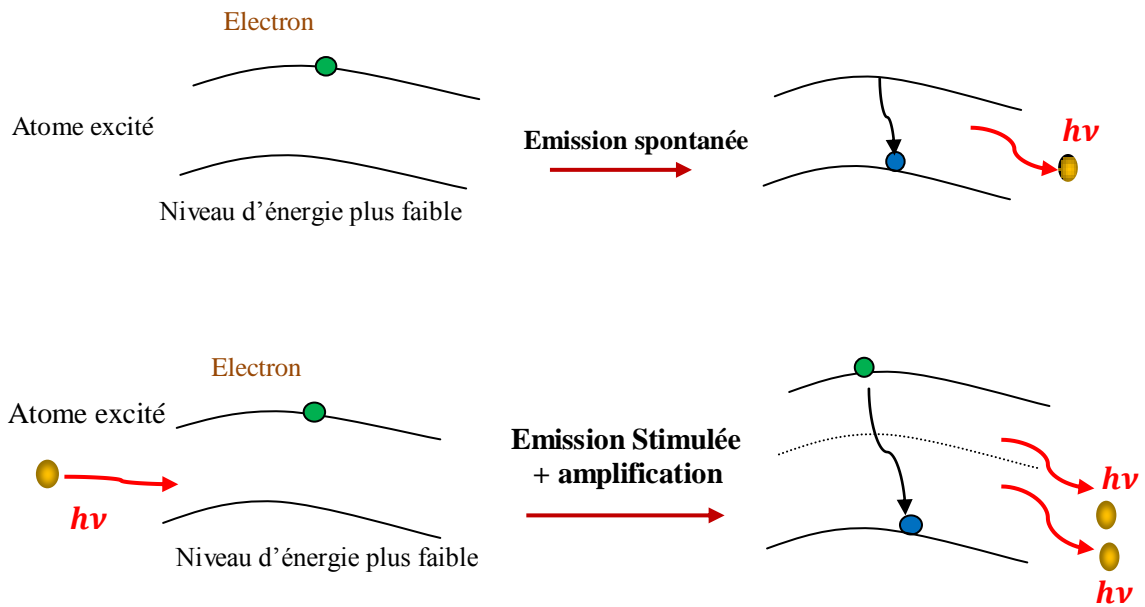 Electron
Atome excité
Emission spontanée
hν
Niveau d'énergie plus faible
Electron
Atome excité
hν
Emission Stimulée
+ amplification
hν
Niveau d'énergie plus faible
hν